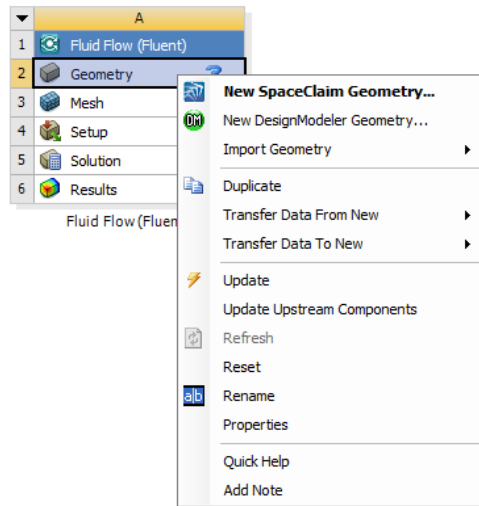 A
1 Fluid Flow (Fluent)
2 Geometry ?
3 Mesh
4 Setup
5 Solution
6 Results
Fluid Flow (Fluen
New SpaceClaim Geometry...
DM New DesignModeler Geometry...
Import Geometry
Duplicate
Transfer Data From New
Transfer Data To New
Update
Update Upstream Components
Refresh
Reset
a|b Rename
Properties
Quick Help
Add Note